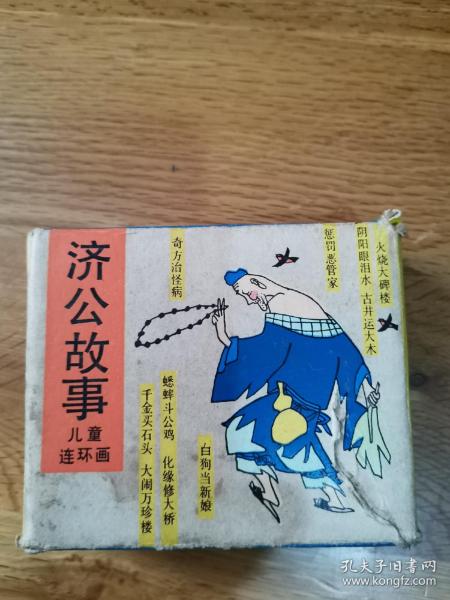 济公故事
儿童
连环画
火烧大碑楼
阴阳眼泪水 古井运大木
惩罚恶管家
奇方治怪病
白狗当新娘
蟋蟀斗公鸡 化缘修大桥
千金买石头 大闹万珍楼
孔夫子旧书网
www.kongfz.com